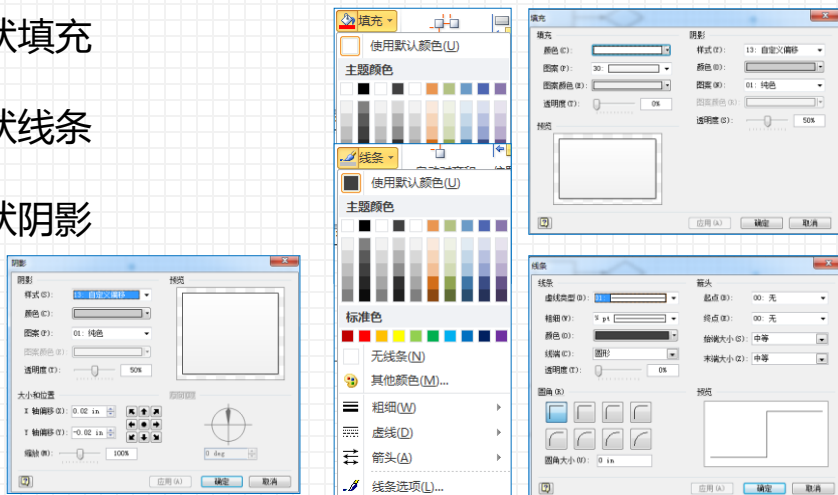 状填充
状线条
状阴影
填充
使用默认颜色(U)
主题颜色
线条
使用默认颜色(U)
主题颜色
标准色
无线条(N)
其他颜色(M)...
粗细(W)
虚线(D)
箭头(A)
线条选项(L)...
填充
填充
阴影
颜色(C):
样式(Y):
13: 自定义偏移
图案(P):
30:
颜色(O):
图案颜色(N):
图案(W):
01: 纯色
透明度(T):
0%
图案颜色
透明度(S):
50%
预览
应用(A)
确定
取消
阴影
阴影
预览
样式(S):
13: 自定义偏移
颜色(C):
图案(P):
01: 纯色
图案颜色
透明度(T):
50%
大小和位置
X 轴偏移(X):
0.02 in
Y 轴偏移(Y):
-0.02 in
缩放(M):
100%
0 deg
应用(A)
确定
取消
线条
线条
箭头
虚线类型(D):
01:
起点(B):
00: 无
粗细(W):
pt
终点(E):
00: 无
颜色(O):
始端大小(S):
中等
线端(C):
圆形
末端大小(Z):
中等
透明度(T):
0%
圆角(R)
预览
圆角大小(U):
0 in
应用(A)
确定
取消